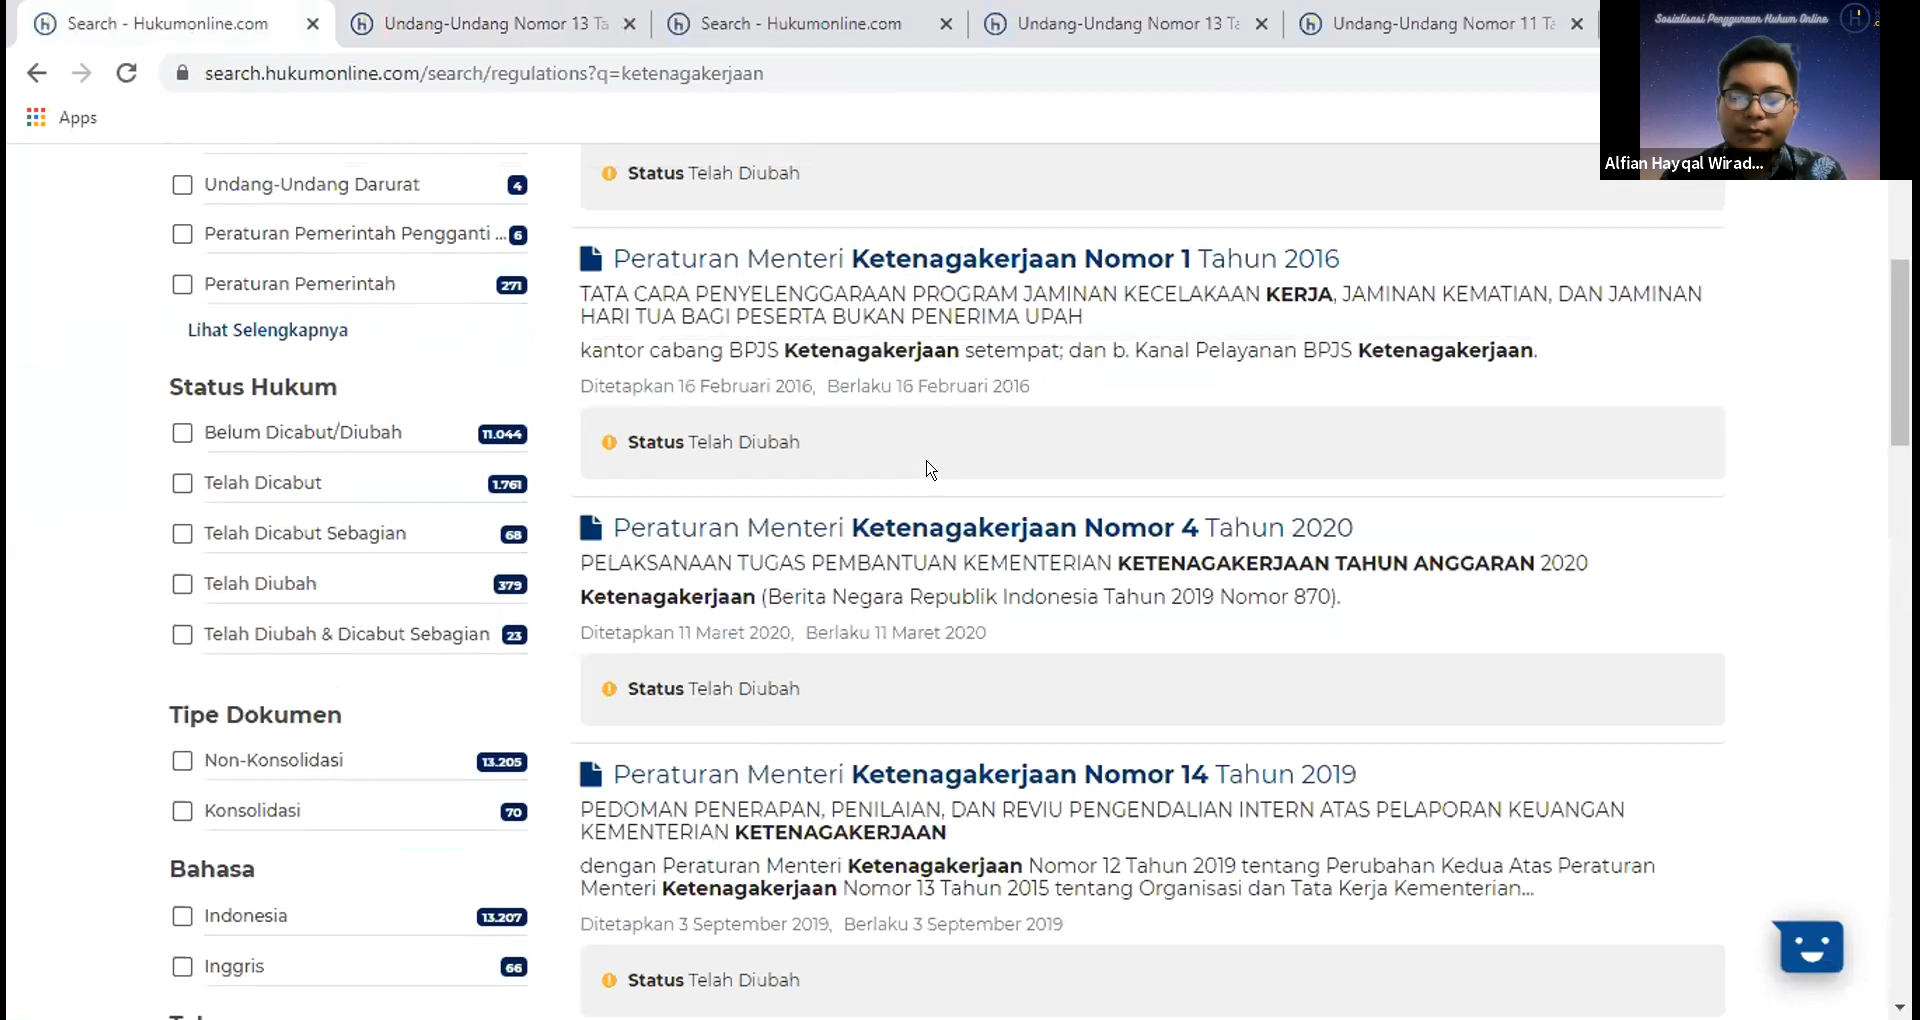 Search - Hukumonline.com
Undang-Undang Nomor 13 Ta
Search - Hukumonline.com
Undang-Undang Nomor 13 Ta
Undang-Undang Nomor 11 Ta
search.hukumonline.com/search/regulations?q=ketenagakerjaan
Apps
Sosialisasi Penggunaan Hukum Online
Alfian Hayqal Wirad...
Undang-Undang Darurat 4
Peraturan Pemerintah Pengganti ... 6
Peraturan Pemerintah 271
Lihat Selengkapnya
Status Hukum
Belum Dicabut/Diubah 11.044
Telah Dicabut 1.761
Telah Dicabut Sebagian 68
Telah Diubah 379
Telah Diubah & Dicabut Sebagian 23
Tipe Dokumen
Non-Konsolidasi 13.205
Konsolidasi 70
Bahasa
Indonesia 13.207
Inggris 66
Status Telah Diubah
Peraturan Menteri Ketenagakerjaan Nomor 1 Tahun 2016
TATA CARA PENYELENGGARAAN PROGRAM JAMINAN KECELAKAAN KERJA, JAMINAN KEMATIAN, DAN JAMINAN
HARI TUA BAGI PESERTA BUKAN PENERIMA UPAH
kantor cabang BPJS Ketenagakerjaan setempat; dan b. Kanal Pelayanan BPJS Ketenagakerjaan.
Ditetapkan 16 Februari 2016, Berlaku 16 Februari 2016
Status Telah Diubah
Peraturan Menteri Ketenagakerjaan Nomor 4 Tahun 2020
PELAKSANAAN TUGAS PEMBANTUAN KEMENTERIAN KETENAGAKERJAAN TAHUN ANGGARAN 2020
Ketenagakerjaan (Berita Negara Republik Indonesia Tahun 2019 Nomor 870).
Ditetapkan 11 Maret 2020, Berlaku 11 Maret 2020
Status Telah Diubah
Peraturan Menteri Ketenagakerjaan Nomor 14 Tahun 2019
PEDOMAN PENERAPAN, PENILAIAN, DAN REVIU PENGENDALIAN INTERN ATAS PELAPORAN KEUANGAN
KEMENTERIAN KETENAGAKERJAAN
dengan Peraturan Menteri Ketenagakerjaan Nomor 12 Tahun 2019 tentang Perubahan Kedua Atas Peraturan
Menteri Ketenagakerjaan Nomor 13 Tahun 2015 tentang Organisasi dan Tata Kerja Kementerian...
Ditetapkan 3 September 2019, Berlaku 3 September 2019
Status Telah Diubah